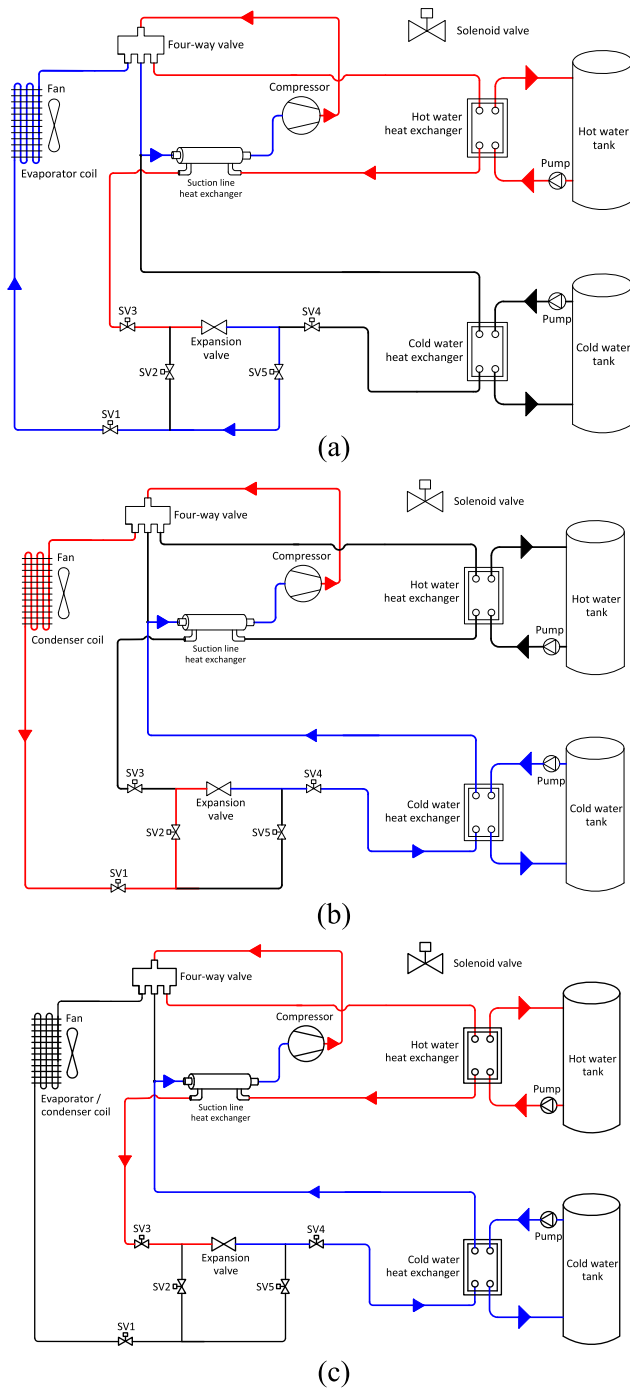 Four-way valve
Solenoid valve
Fan
Compressor
Hot water
heat exchanger
Hot water
tank
Evaporator coil
Suction line
heat exchanger
Pump
SV3
SV4
Expansion
valve
Pump
Cold water
heat exchanger
Cold water
tank
SV2
SV5
SV1
(a)
Four-way valve
Solenoid valve
Fan
Compressor
Hot water
heat exchanger
Hot water
tank
Condenser coil
Suction line
heat exchanger
Pump
SV3
SV4
Expansion
valve
Pump
Cold water
heat exchanger
Cold water
tank
SV2
SV5
SV1
(b)
Four-way valve
Solenoid valve
Fan
Compressor
Hot water
heat exchanger
Hot water
tank
Evaporator /
condenser coil
Suction line
heat exchanger
Pump
SV3
SV4
Expansion
valve
Pump
Cold water
heat exchanger
Cold water
tank
SV2
SV5
SV1
(c)